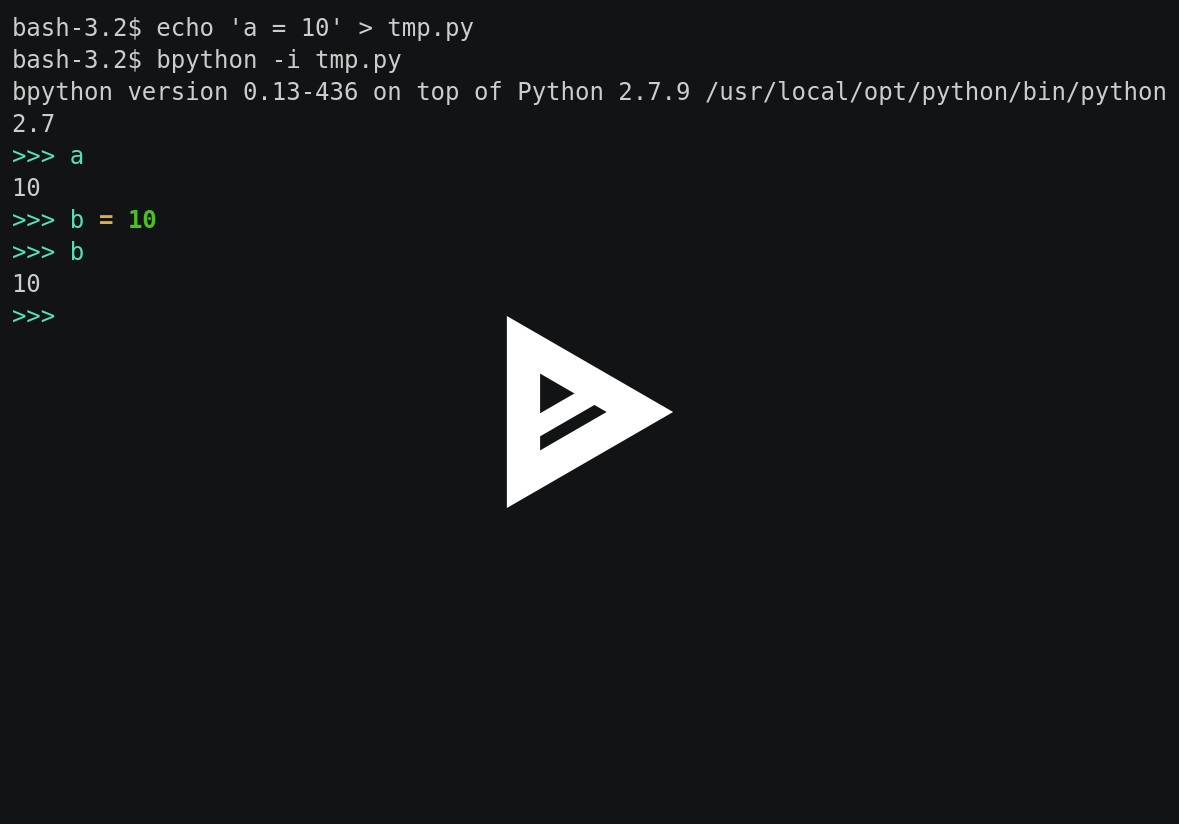 bash-3.2$ echo 'a = 10' > tmp.py
bash-3.2$ bpython -i tmp.py
bpython version 0.13-436 on top of Python 2.7.9 /usr/local/opt/python/bin/python
2.7
>>> a
10
>>> b = 10
>>> b
10
>>>